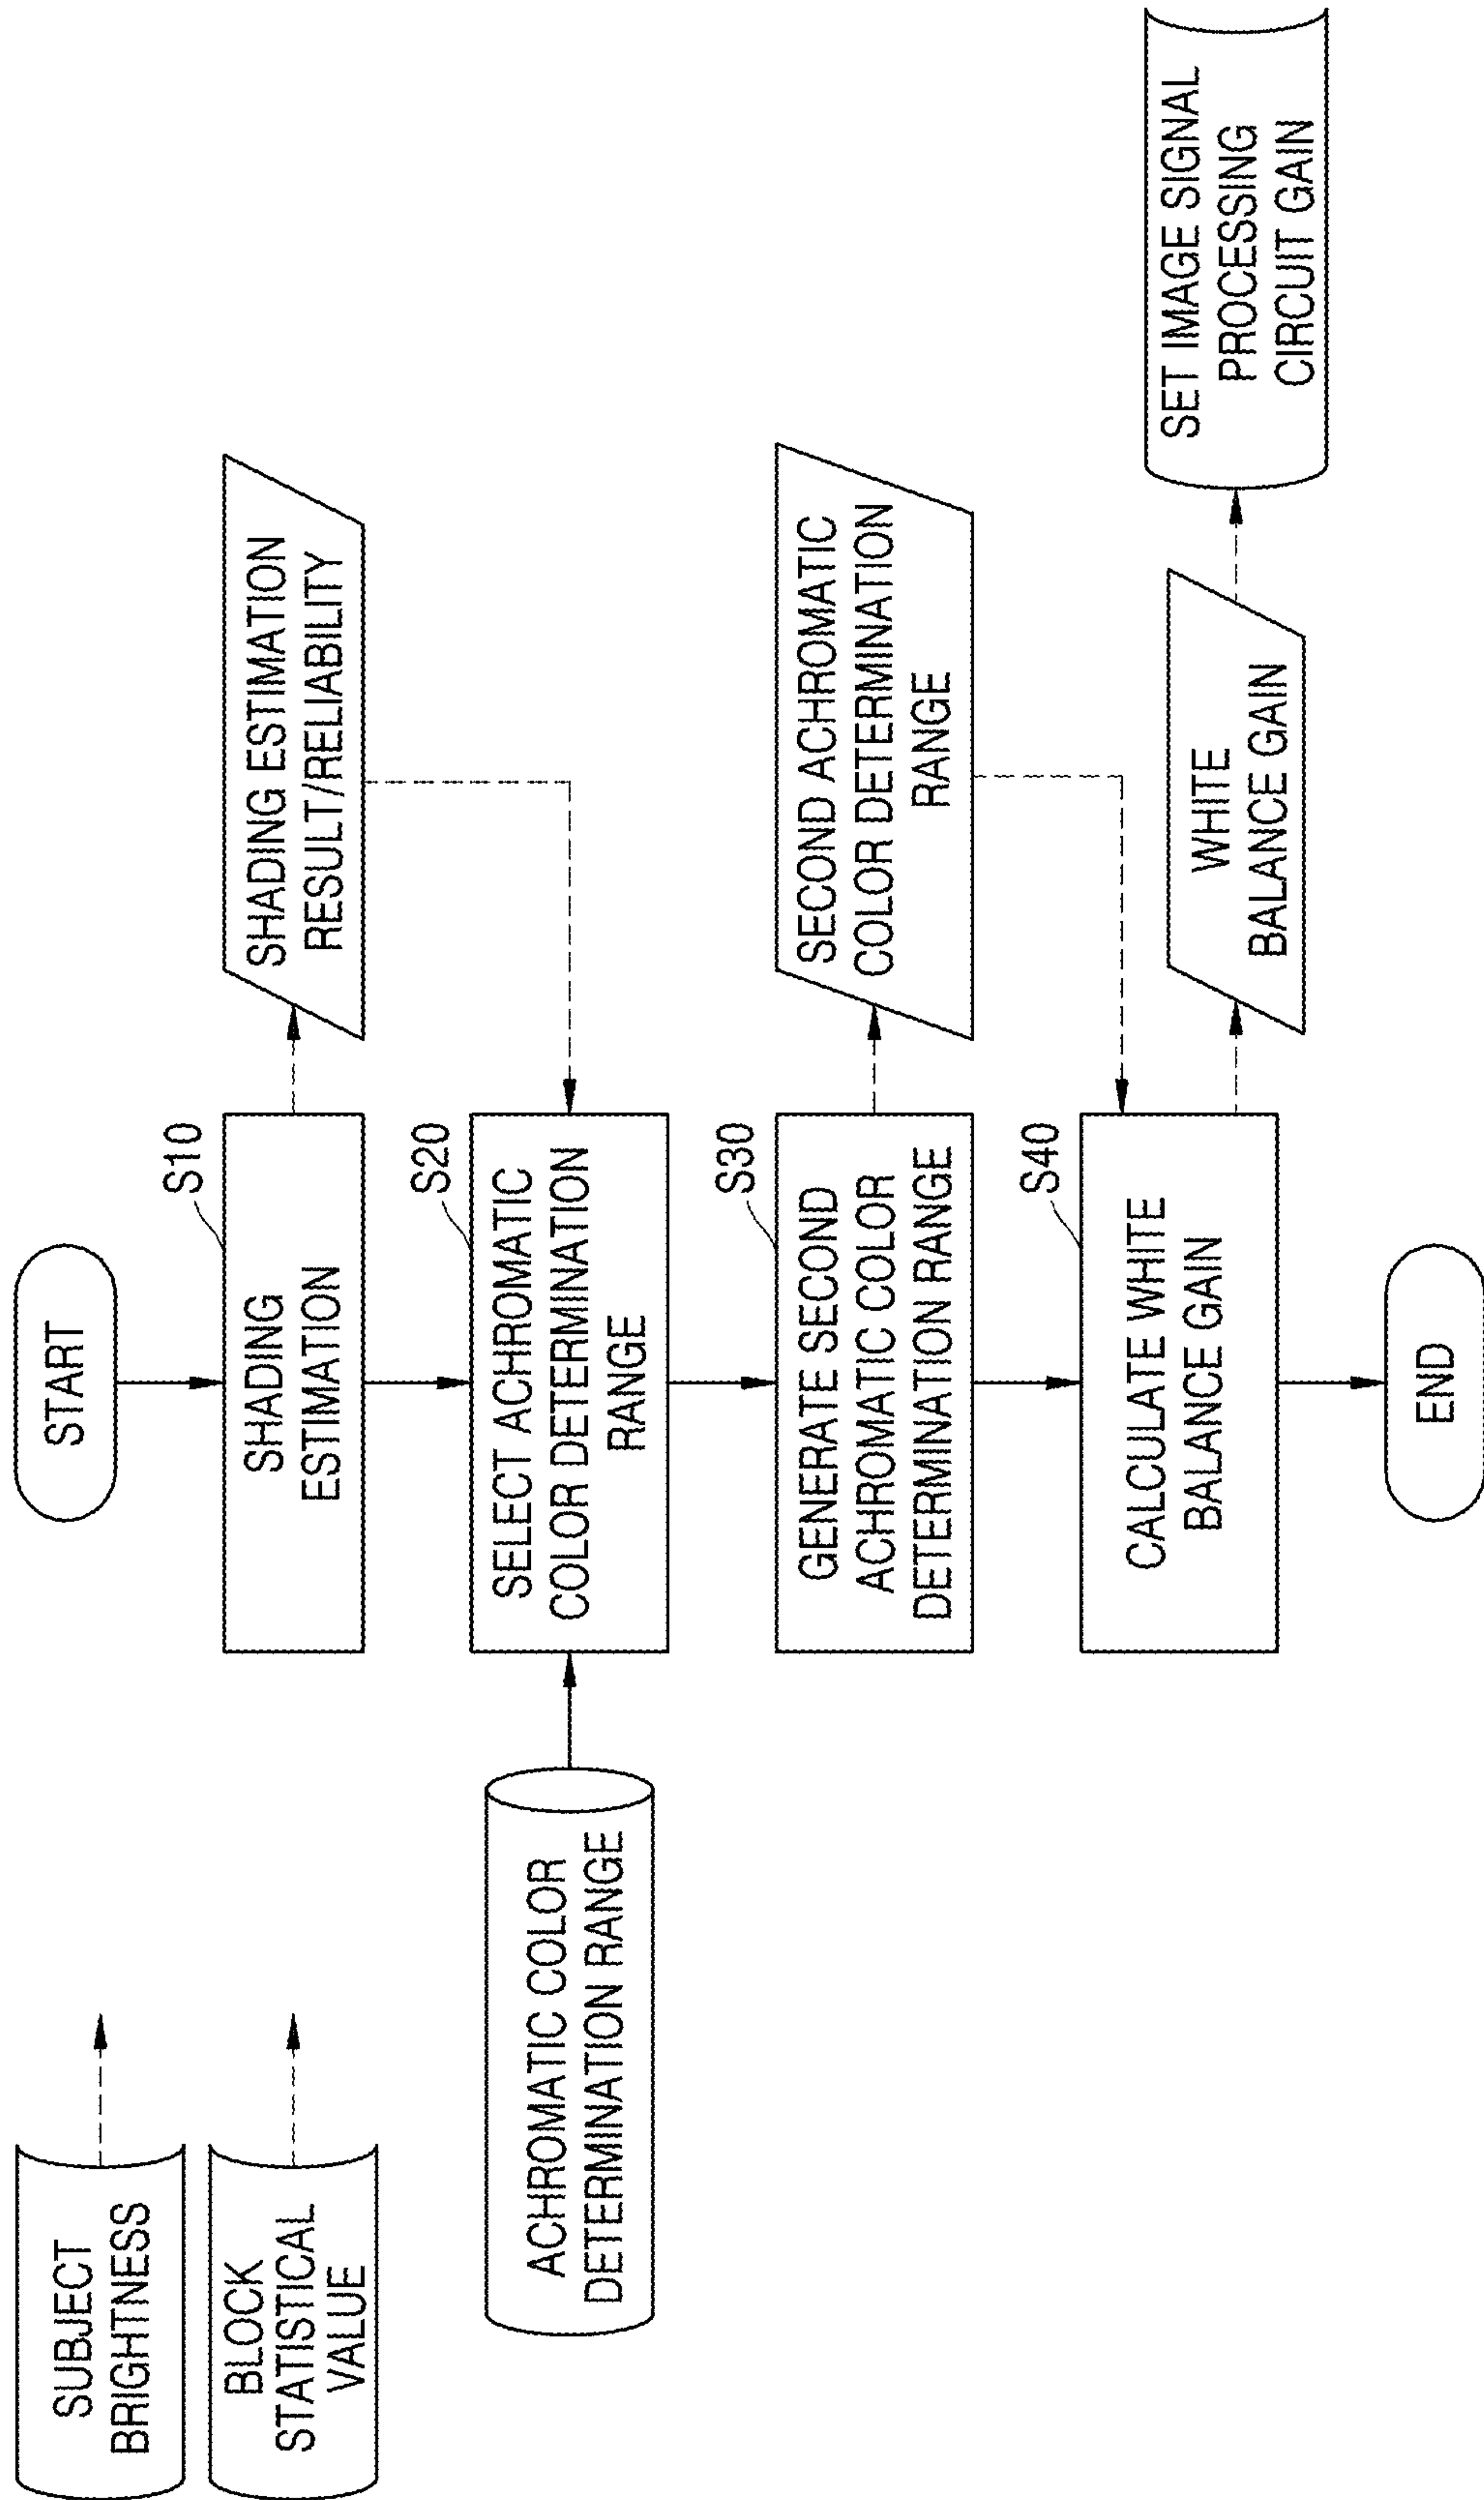 START
SUBJECT
BRIGHTNESS
BLOCK
STATISTICAL
VALUE
S10
SHADING
ESTIMATION
SHADING ESTIMATION
RESULT/RELIABILITY
ACHROMATIC COLOR
DETERMINATION RANGE
S20
SELECT ACHROMATIC
COLOR DETERMINATION
RANGE
S30
GENERATE SECOND
ACHROMATIC COLOR
DETERMINATION RANGE
SECOND ACHROMATIC
COLOR DETERMINATION
RANGE
S40
CALCULATE WHITE
BALANCE GAIN
WHITE
BALANCE GAIN
SET IMAGE SIGNAL
PROCESSING
CIRCUIT GAIN
END